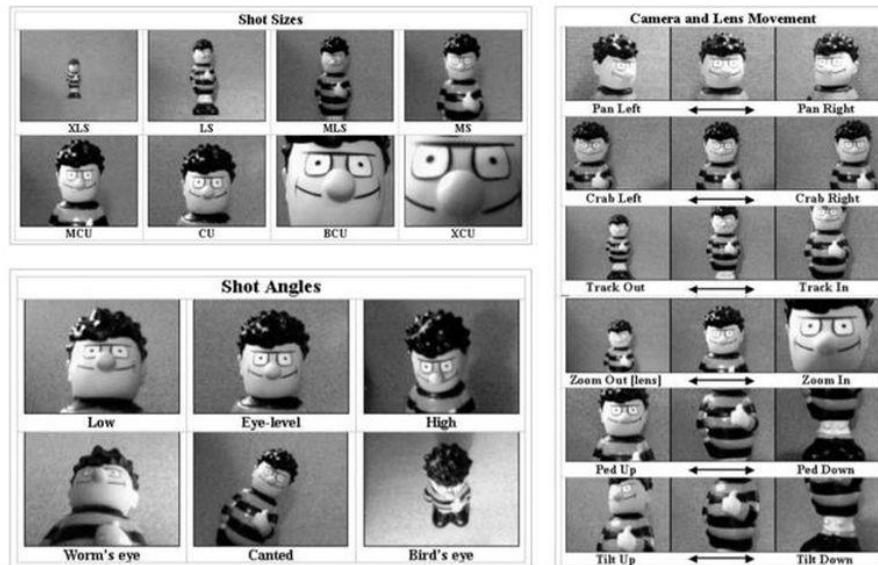 Shot Sizes
XLS LS MLS MS
MCU CU BCU XCU
Shot Angles
Low Eye-level High
Worm's eye Canted Bird's eye
Camera and Lens Movement
Pan Left Pan Right
Crab Left Crab Right
Track Out Track In
Zoom Out [lens] Zoom In
Ped Up Ped Down
Tilt Up Tilt Down